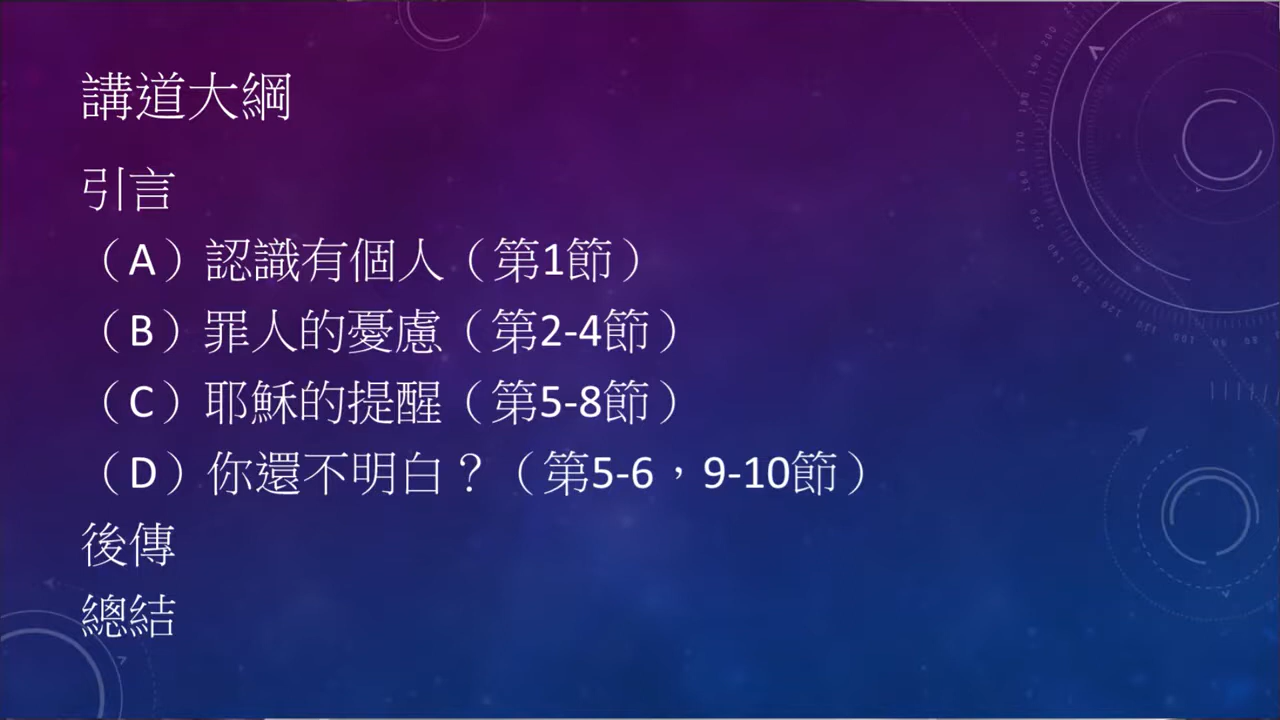 講道大綱
引言
（A）認識有個人（第1節）
（B）罪人的憂慮（第2-4節）
（C）耶穌的提醒（第5-8節）
（D）你還不明白？（第5-6，9-10節）
後傳
總結